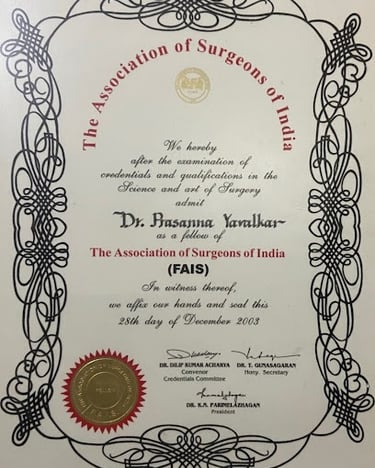 The Association of Surgeons of India
We hereby
after the examination of
credentials and qualifications in the
Science and art of Surgery
admit
Dr. Prasanna Yavalkar
as a fellow of
The Association of Surgeons of India
(FAIS)
In witness thereof,
we affix our hands and seal this
28th day of December 2003
DR. DILIP KUMAR ACHARYA
Convenor
Credentials Committee
DR. T. GUNASAGARAN
Hony. Secretary
DR. K.N. PARIMELAZHAGAN
President